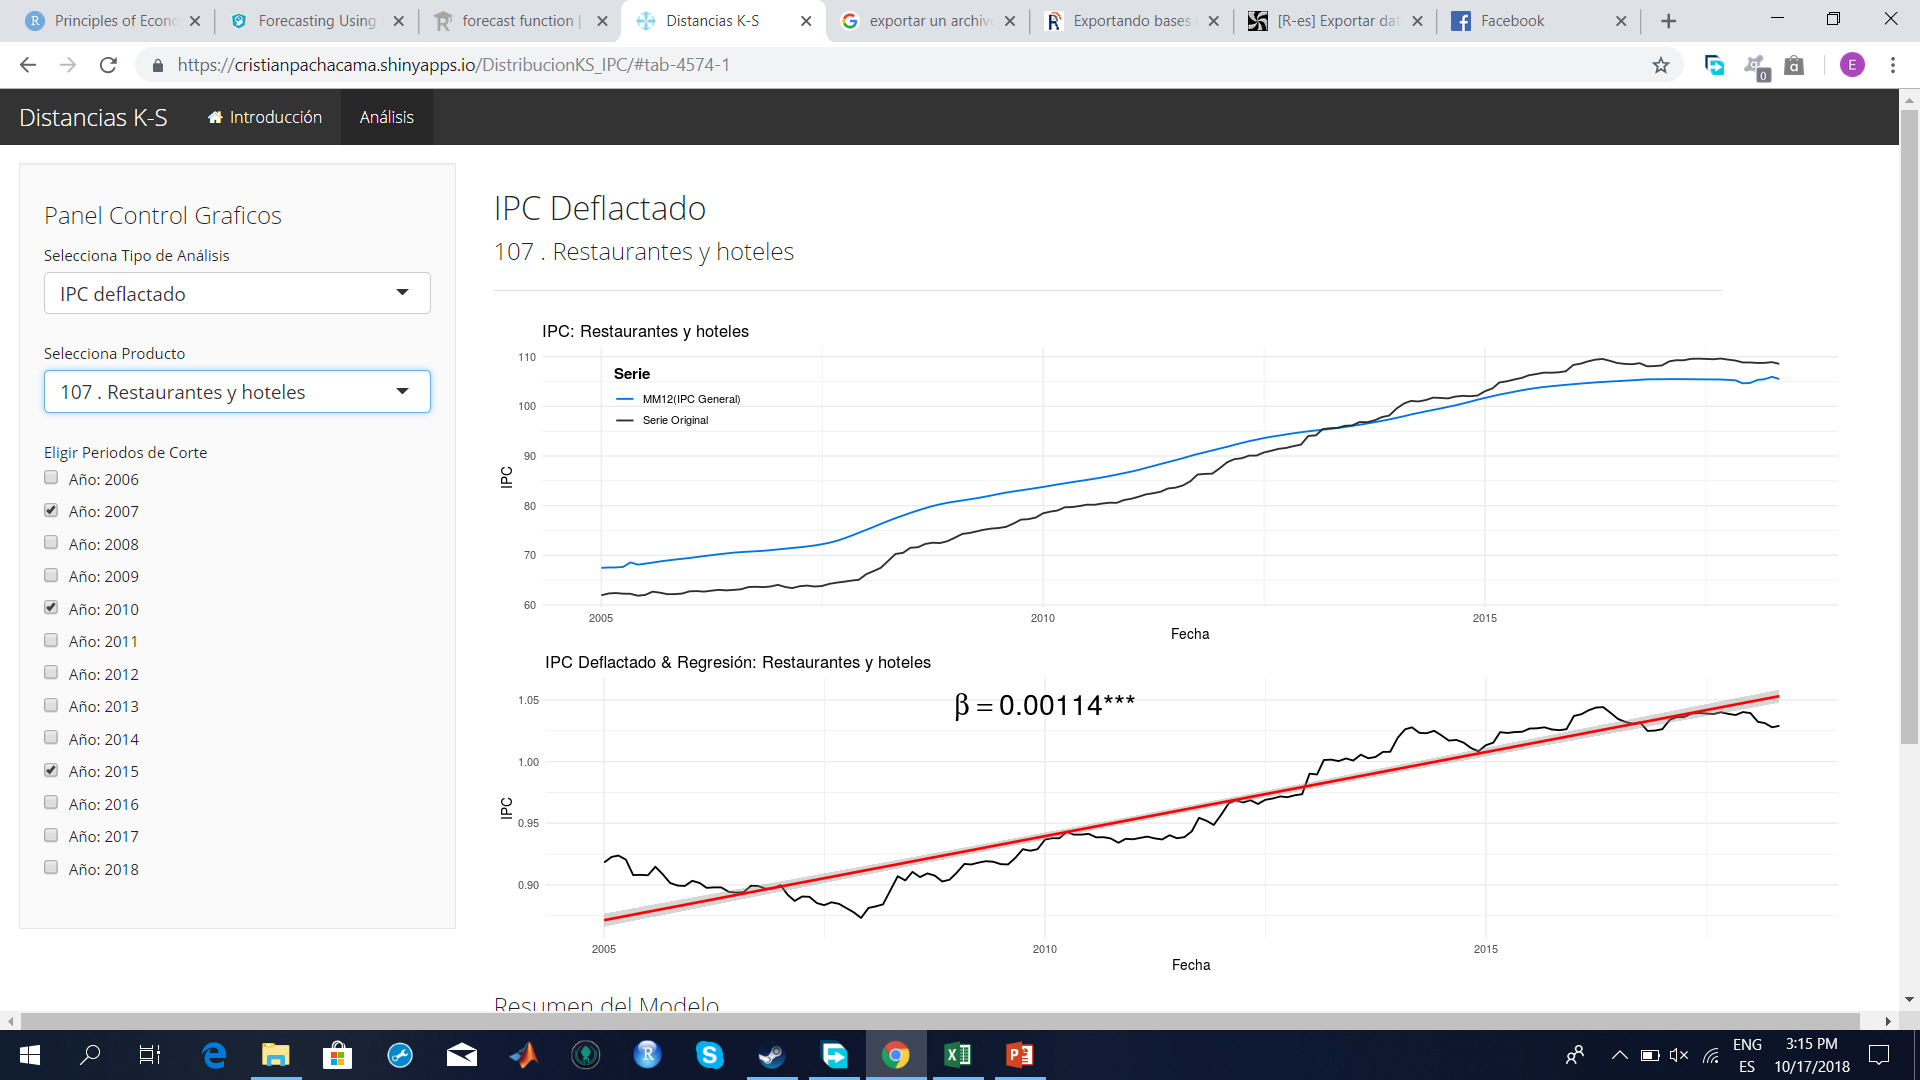 Principles of Econo
Forecasting Using
forecast function |
Distancias K-S
exportar un archiv
Exportando bases
[R-es] Exportar dat
Facebook
https://cristianpachacama.shinyapps.io/DistribucionKS_IPC/#tab-4574-1
0
E
Distancias K-S
Introducción
Análisis
Panel Control Graficos
Selecciona Tipo de Análisis
IPC deflactado
Selecciona Producto
107 . Restaurantes y hoteles
Eligir Periodos de Corte
Año: 2006
Año: 2007
Año: 2008
Año: 2009
Año: 2010
Año: 2011
Año: 2012
Año: 2013
Año: 2014
Año: 2015
Año: 2016
Año: 2017
Año: 2018
IPC Deflactado
107 . Restaurantes y hoteles
IPC: Restaurantes y hoteles
110
100
90
80
70
60
IPC
Serie
MM12(IPC General)
Serie Original
2005
2010
2015
Fecha
IPC Deflactado & Regresión: Restaurantes y hoteles
β = 0.00114***
1.05
1.00
0.95
0.90
IPC
2005
2010
2015
Fecha
Resumen del Modelo
ENG
ES
3:15 PM
10/17/2018